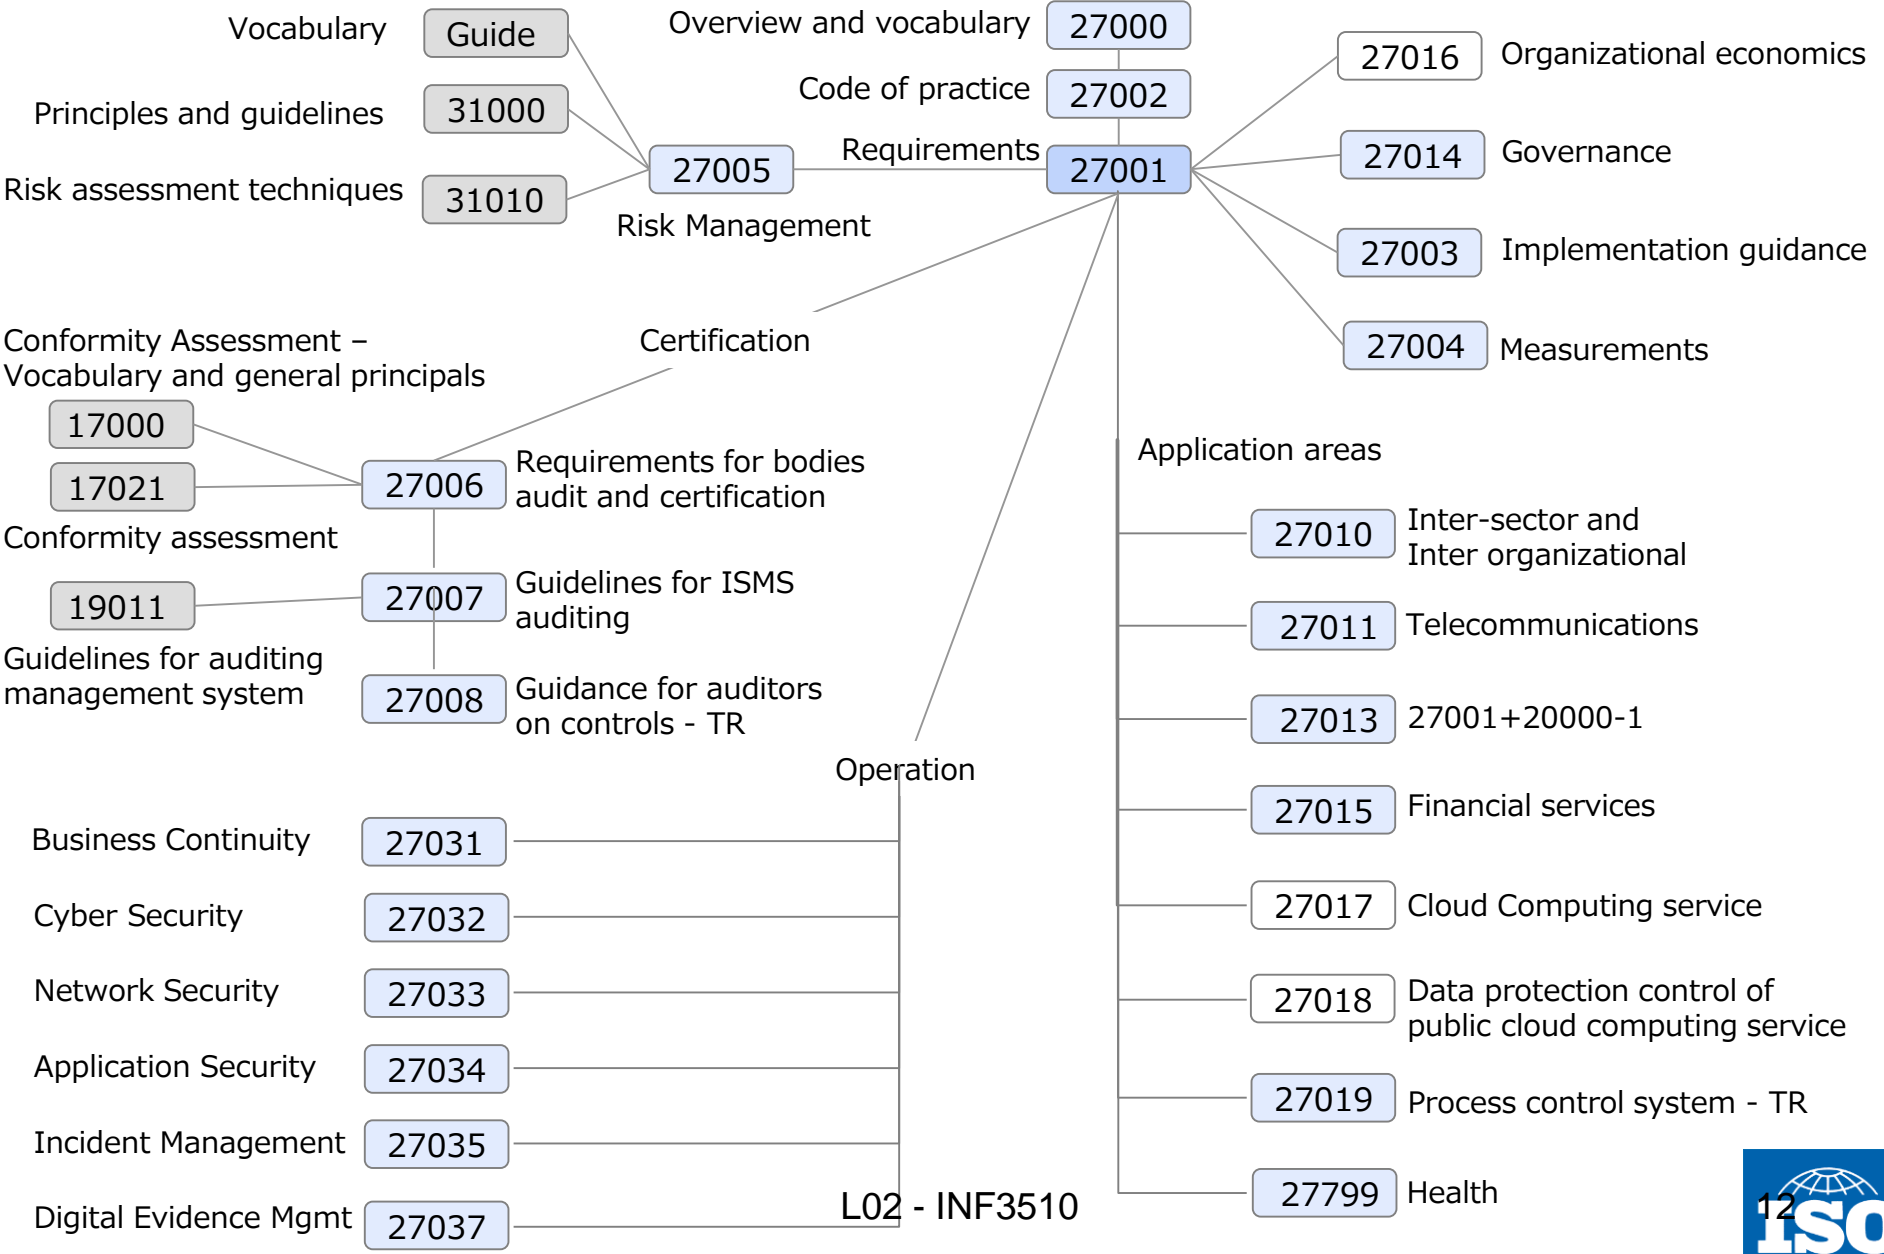 Vocabulary
Guide
Principles and guidelines
31000
Risk assessment techniques
31010
27005
Risk Management
Overview and vocabulary
27000
Code of practice
27002
Requirements
27001
27016
Organizational economics
27014
Governance
27003
Implementation guidance
27004
Measurements
Certification
Conformity Assessment –
Vocabulary and general principals
17000
17021
Conformity assessment
27006
Requirements for bodies
audit and certification
19011
Guidelines for auditing
management system
27007
Guidelines for ISMS
auditing
27008
Guidance for auditors
on controls - TR
Application areas
27010
Inter-sector and
Inter organizational
27011
Telecommunications
27013
27001+20000-1
27015
Financial services
27017
Cloud Computing service
27018
Data protection control of
public cloud computing service
27019
Process control system - TR
27799
Health
Operation
Business Continuity
27031
Cyber Security
27032
Network Security
27033
Application Security
27034
Incident Management
27035
Digital Evidence Mgmt
27037
L02 - INF3510
12
ISO